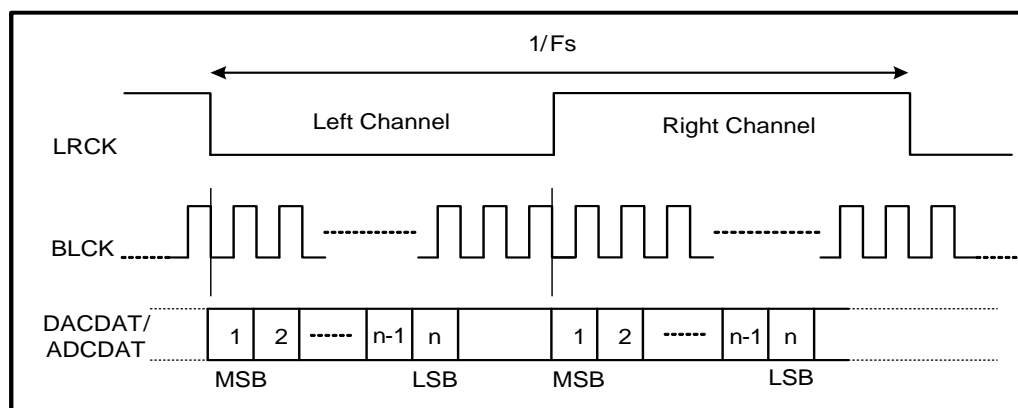 1/Fs
Left Channel
Right Channel
LRCK
BLCK
DACDAT/
ADCDAT
1 2 n-1 n 1 2 n-1 n
MSB LSB MSB LSB